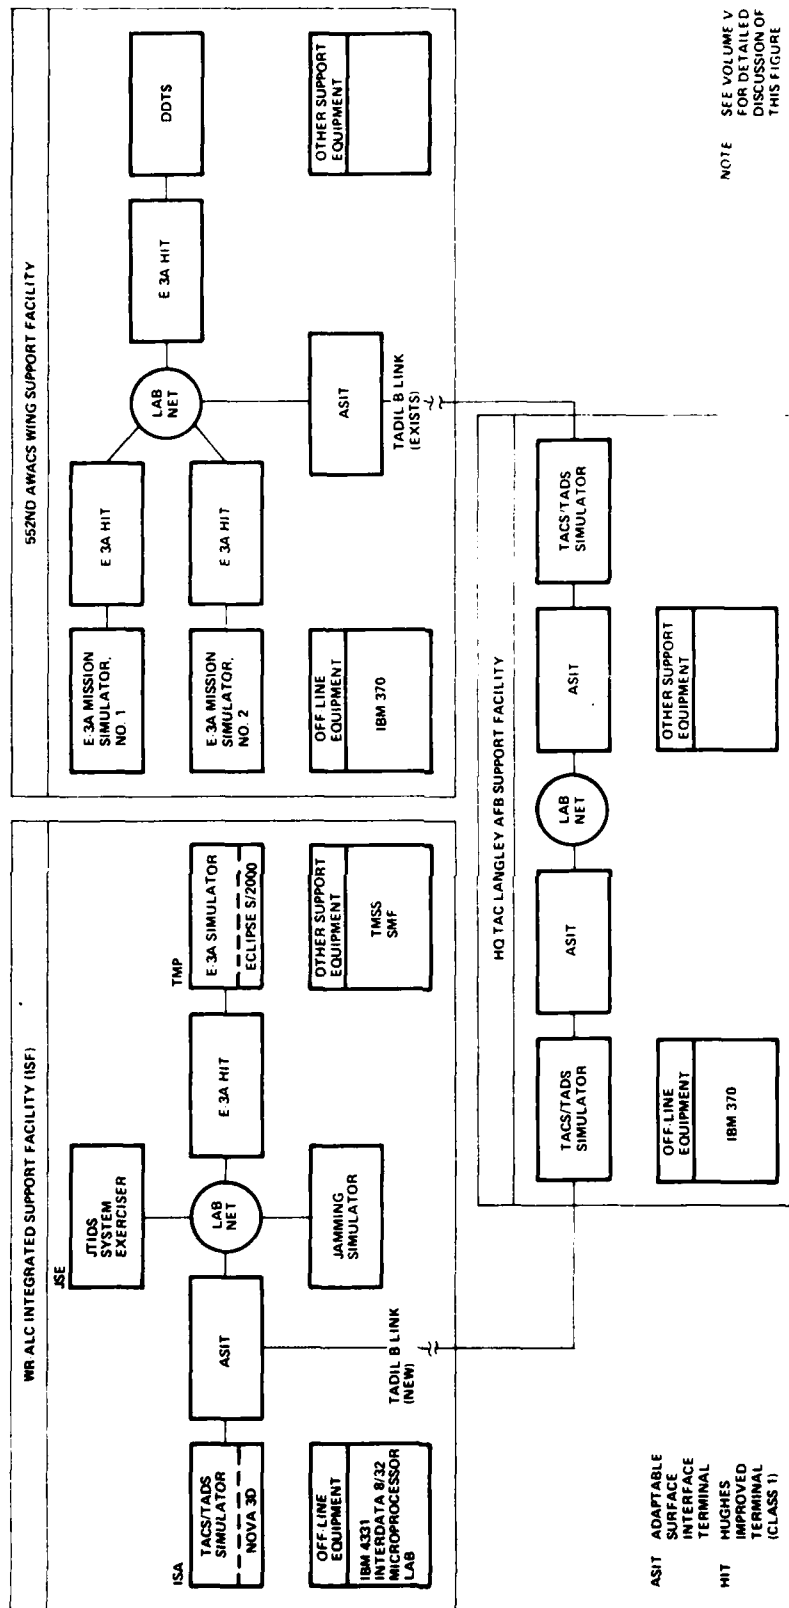 WR ALC INTEGRATED SUPPORT FACILITY (ISF)
JSE
JTIDS
SYSTEM
EXERCISER
ISA
TACS/TADS
SIMULATOR
NOVA 3D
ASIT
LAB
NET
E-3A HIT
TMP
E-3A SIMULATOR
ECLIPSE S/2000
JAMMING
SIMULATOR
OFF-LINE
EQUIPMENT
IBM 4331
INTERDATA 8/32
MICROPROCESSOR
LAB
TADIL B LINK
(NEW)
OTHER SUPPORT
EQUIPMENT
TMSS
SMF
552ND AWACS WING SUPPORT FACILITY
E-3A MISSION
SIMULATOR,
NO. 1
E 3A HIT
E-3A MISSION
SIMULATOR,
NO. 2
E 3A HIT
LAB
NET
E 3A HIT
DDTS
OFF LINE
EQUIPMENT
IBM 370
ASIT
TADIL B LINK
(EXISTS)
OTHER SUPPORT
EQUIPMENT
HQ TAC LANGLEY AFB SUPPORT FACILITY
TACS/TADS
SIMULATOR
ASIT
LAB
NET
ASIT
TACS/TADS
SIMULATOR
OFF-LINE
EQUIPMENT
IBM 370
OTHER SUPPORT
EQUIPMENT
ASIT ADAPTABLE
SURFACE
INTERFACE
TERMINAL
HIT HUGHES
IMPROVED
TERMINAL
(CLASS 1)
NOTE SEE VOLUME V
FOR DETAILED
DISCUSSION OF
THIS FIGURE